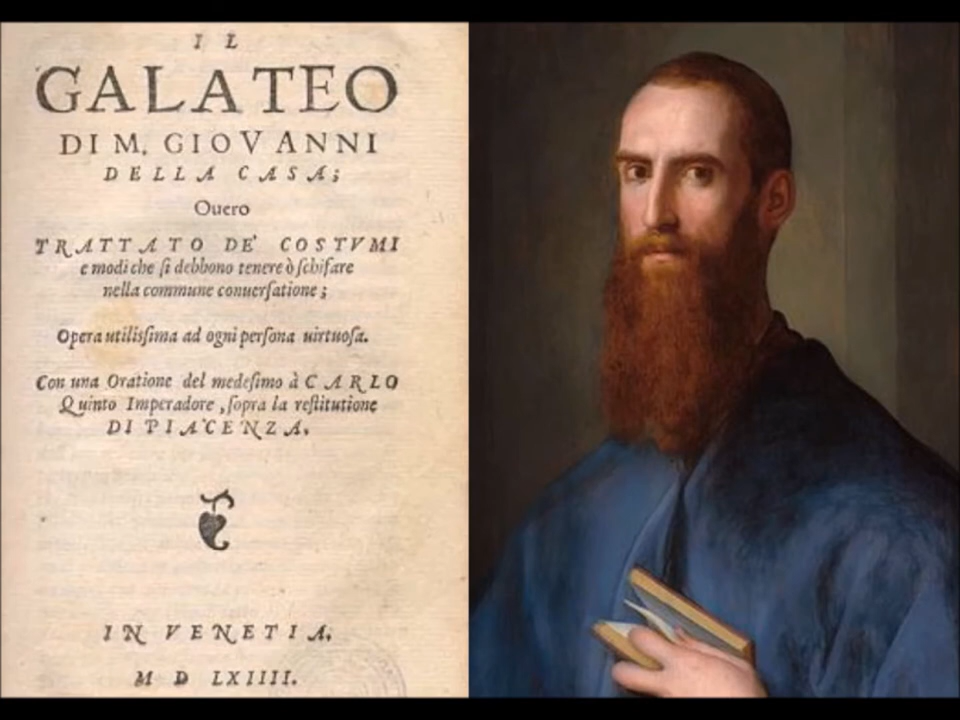 IL
GALATEO
DI M. GIOVANNI
DELLA CASA;
Ouero
TRATTATO DE' COSTVMI
e modi che ſi debbono tenere ò ſchifare
nella commune conuerſatione;
Opera utiliſſima ad ogni perſona uirtuoſa.
Con una Oratione del medeſimo à CARLO
Quinto Imperadore, ſopra la reſtitutione
DI PIACENZA.
IN VENETIA,
M D LXIIII.